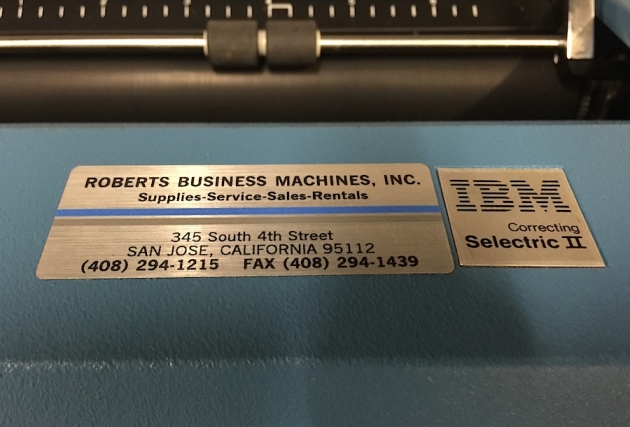 ROBERTS BUSINESS MACHINES, INC.
Supplies-Service-Sales-Rentals
345 South 4th Street
SAN JOSE, CALIFORNIA 95112
(408) 294-1215 FAX (408) 294-1439
IBM
Correcting
Selectric II